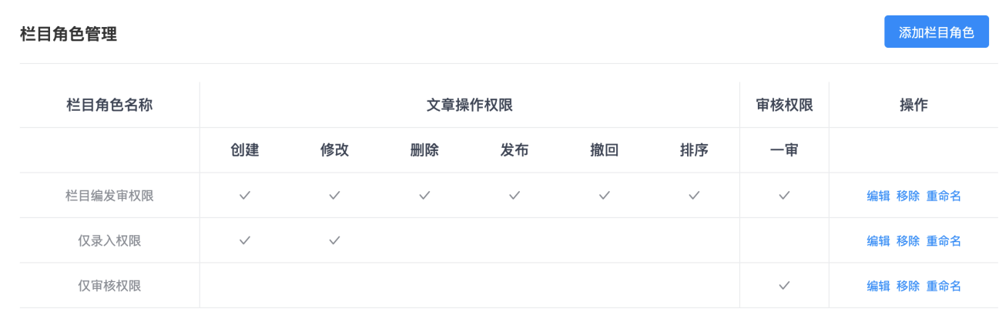 栏目角色管理 添加栏目角色
栏目角色名称 文章操作权限 审核权限 操作
创建 修改 删除 发布 撤回 排序 一审
栏目编发审权限 ✓ ✓ ✓ ✓ ✓ ✓ ✓ 编辑 移除 重命名
仅录入权限 ✓ ✓ 编辑 移除 重命名
仅审核权限 ✓ 编辑 移除 重命名